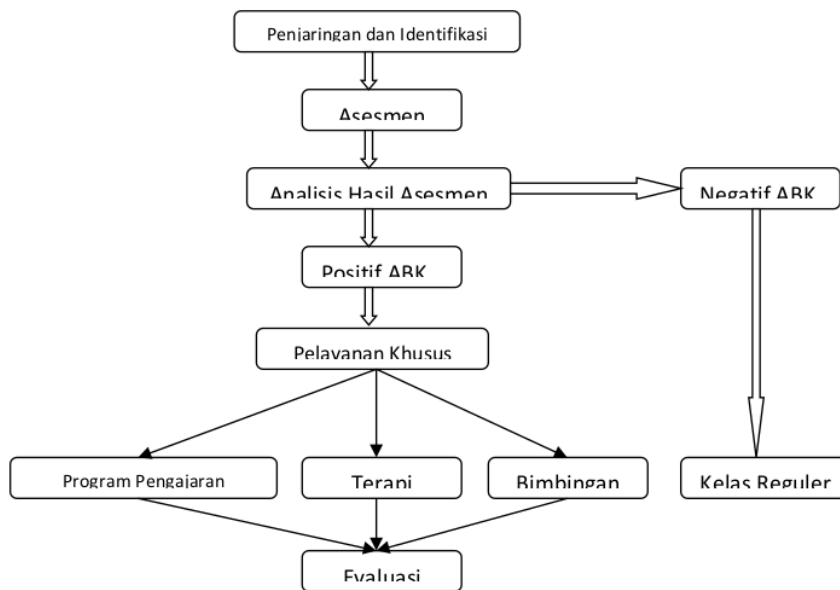 Penjaringan dan Identifikasi
Asesmen
Analisis Hasil Asesmen
Negatif ABK
Positif ABK
Pelayanan Khusus
Program Pengajaran
Terapi
Bimbingan
Kelas Reguler
Evaluasi